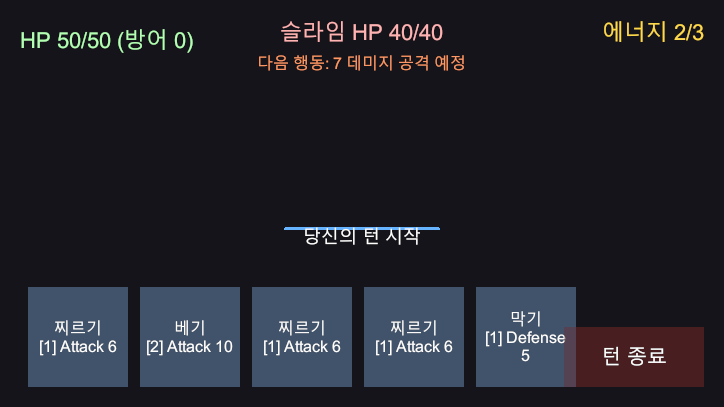 HP 50/50 (방어 0)
슬라임 HP 40/40
에너지 2/3
다음 행동: 7 데미지 공격 예정
당신의 턴 시작
찌르기
[1] Attack 6
베기
[2] Attack 10
찌르기
[1] Attack 6
찌르기
[1] Attack 6
막기
[1] Defense
5
턴 종료